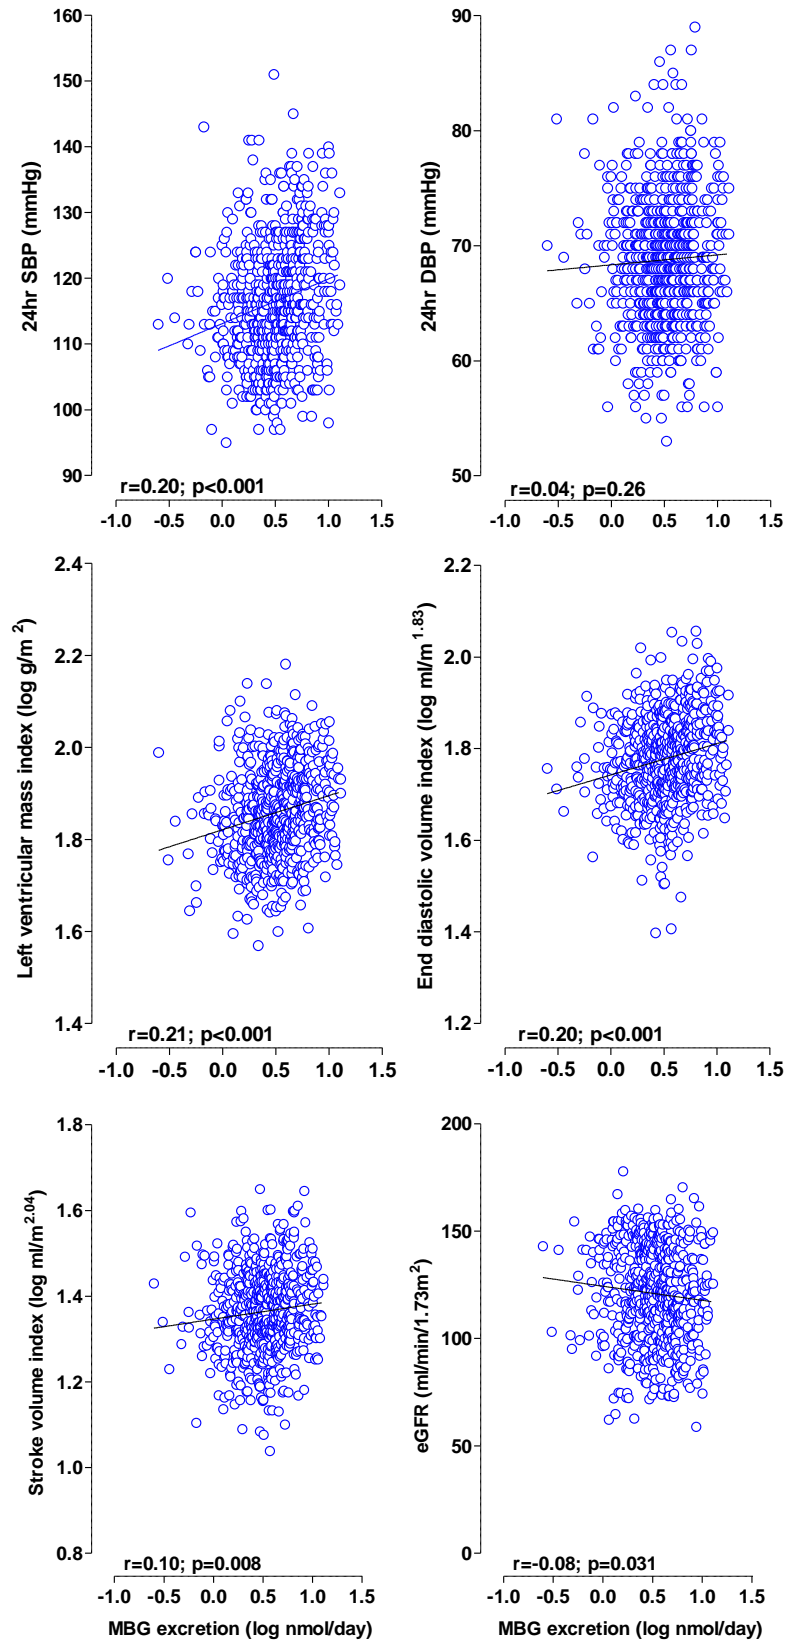 160
150
140
130
120
110
100
90
24hr SBP (mmHg)
r=0.20; p<0.001
-1.0 -0.5 0.0 0.5 1.0 1.5
90
80
70
60
50
24hr DBP (mmHg)
r=0.04; p=0.26
-1.0 -0.5 0.0 0.5 1.0 1.5
2.4
2.2
2.0
1.8
1.6
1.4
Left ventricular mass index (log g/m 2)
r=0.21; p<0.001
-1.0 -0.5 0.0 0.5 1.0 1.5
2.2
2.0
1.8
1.6
1.4
1.2
End diastolic volume index (log ml/m 1.83)
r=0.20; p<0.001
-1.0 -0.5 0.0 0.5 1.0 1.5
1.8
1.6
1.4
1.2
1.0
0.8
Stroke volume index (log ml/m2.04)
r=0.10; p=0.008
-1.0 -0.5 0.0 0.5 1.0 1.5
MBG excretion (log nmol/day)
200
150
100
50
0
eGFR (ml/min/1.73m2)
r=-0.08; p=0.031
-1.0 -0.5 0.0 0.5 1.0 1.5
MBG excretion (log nmol/day)